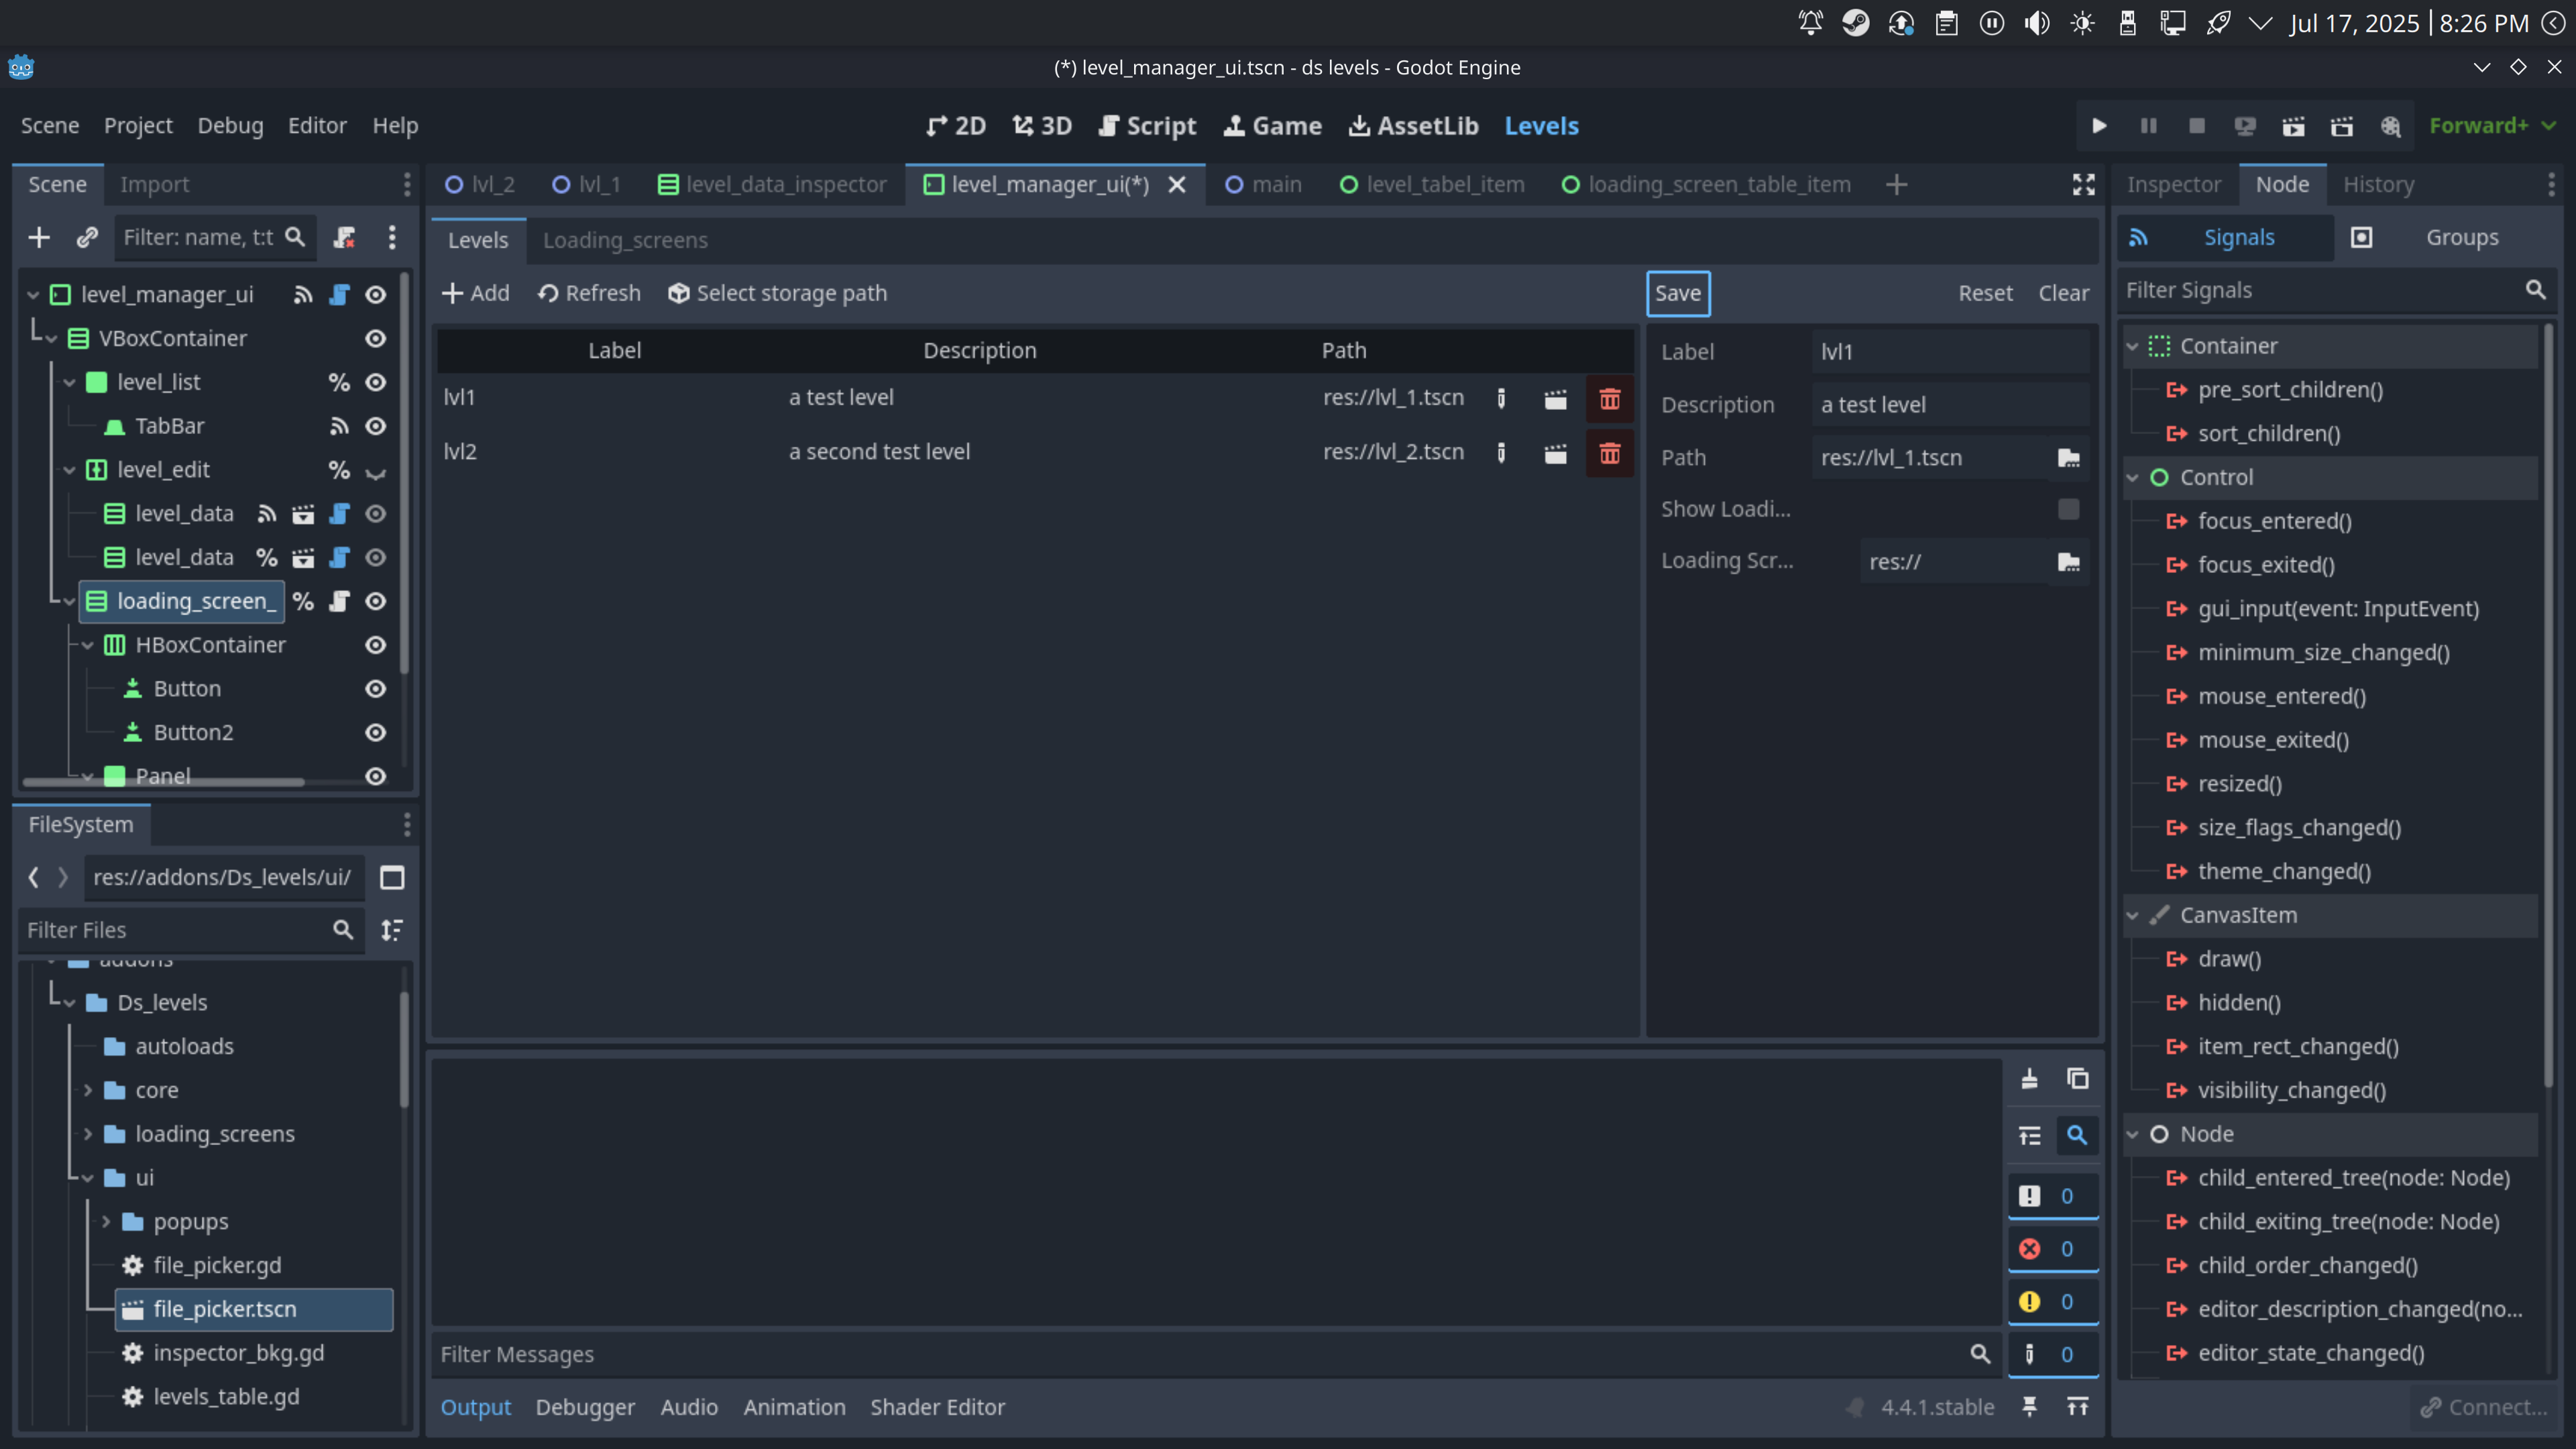 Jul 17, 2025 | 8:26 PM
(*) level_manager_ui.tscn - ds levels - Godot Engine
Scene Project Debug Editor Help
2D 3D Script Game AssetLib Levels
Forward+
Scene Import
Filter: name, t:t
level_manager_ui
VBoxContainer
level_list
%
TabBar
level_edit
%
level_data
level_data
%
loading_screen_
%
HBoxContainer
Button
Button2
Panel
FileSystem
res://addons/Ds_levels/ui/
Filter Files
addons
Ds_levels
autoloads
core
loading_screens
ui
popups
file_picker.gd
file_picker.tscn
inspector_bkg.gd
levels_table.gd
lvl_2 lvl_1 level_data_inspector level_manager_ui(*) main level_tabel_item loading_screen_table_item
Levels Loading_screens
Add Refresh Select storage path
Label Description Path
lvl1 a test level res://lvl_1.tscn
lvl2 a second test level res://lvl_2.tscn
Save Reset Clear
Label lvl1
Description a test level
Path res://lvl_1.tscn
Show Loadi...
Loading Scr... res://
0
0
0
0
Filter Messages
Output Debugger Audio Animation Shader Editor
4.4.1.stable
Inspector Node History
Signals Groups
Filter Signals
Container
pre_sort_children()
sort_children()
Control
focus_entered()
focus_exited()
gui_input(event: InputEvent)
minimum_size_changed()
mouse_entered()
mouse_exited()
resized()
size_flags_changed()
theme_changed()
CanvasItem
draw()
hidden()
item_rect_changed()
visibility_changed()
Node
child_entered_tree(node: Node)
child_exiting_tree(node: Node)
child_order_changed()
editor_description_changed(no...
editor_state_changed()
Connect...